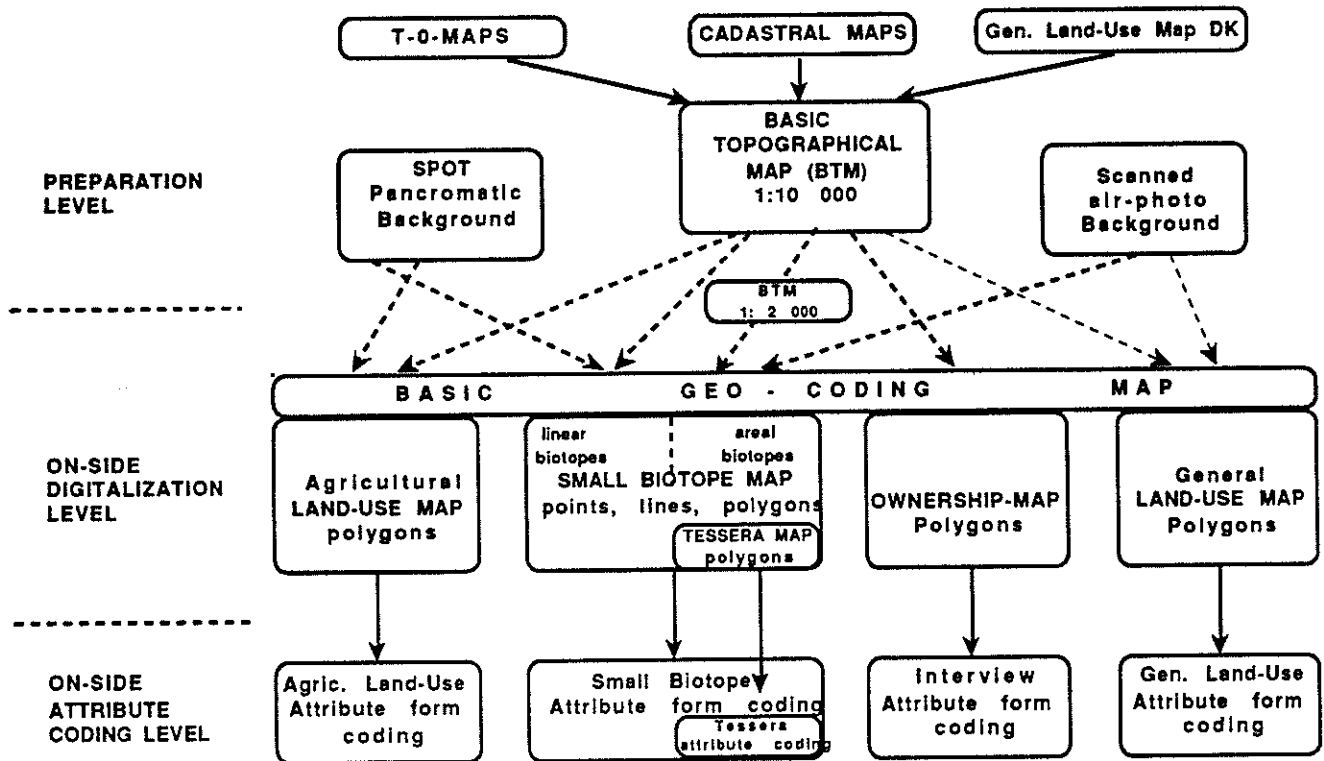 T-0-MAPS
CADASTRAL MAPS
Gen. Land-Use Map DK
BASIC
TOPOGRAPHICAL
MAP (BTM)
1:10 000
PREPARATION
LEVEL
SPOT
Pancromatic
Background
Scanned
air-photo
Background
BTM
1: 2 000
BASIC GEO - CODING MAP
ON-SIDE
DIGITALIZATION
LEVEL
Agricultural
LAND-USE MAP
polygons
linear
biotopes
areal
biotopes
SMALL BIOTOPE MAP
points, lines, polygons
TESSERA MAP
polygons
OWNERSHIP-MAP
Polygons
General
LAND-USE MAP
Polygons
ON-SIDE
ATTRIBUTE
CODING LEVEL
Agric. Land-Use
Attribute form
coding
Small Biotope
Attribute form coding
Tessera
attribute coding
Interview
Attribute form
coding
Gen. Land-Use
Attribute form
coding